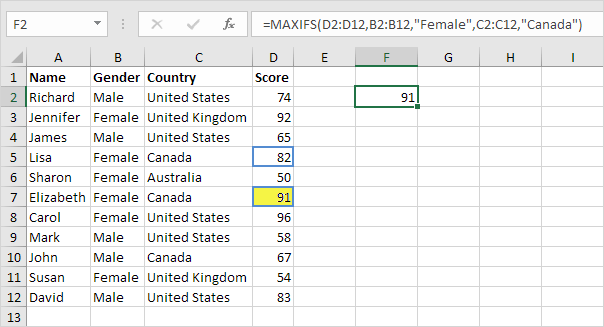 F2 fx =MAXIFS(D2:D12,B2:B12,"Female",C2:C12,"Canada")
A B C D E F G H I
1 Name Gender Country Score
2 Richard Male United States 74 91
3 Jennifer Female United Kingdom 92
4 James Male United States 65
5 Lisa Female Canada 82
6 Sharon Female Australia 50
7 Elizabeth Female Canada 91
8 Carol Female United States 96
9 Mark Male United States 58
10 John Male Canada 67
11 Susan Female United Kingdom 54
12 David Male United States 83
13